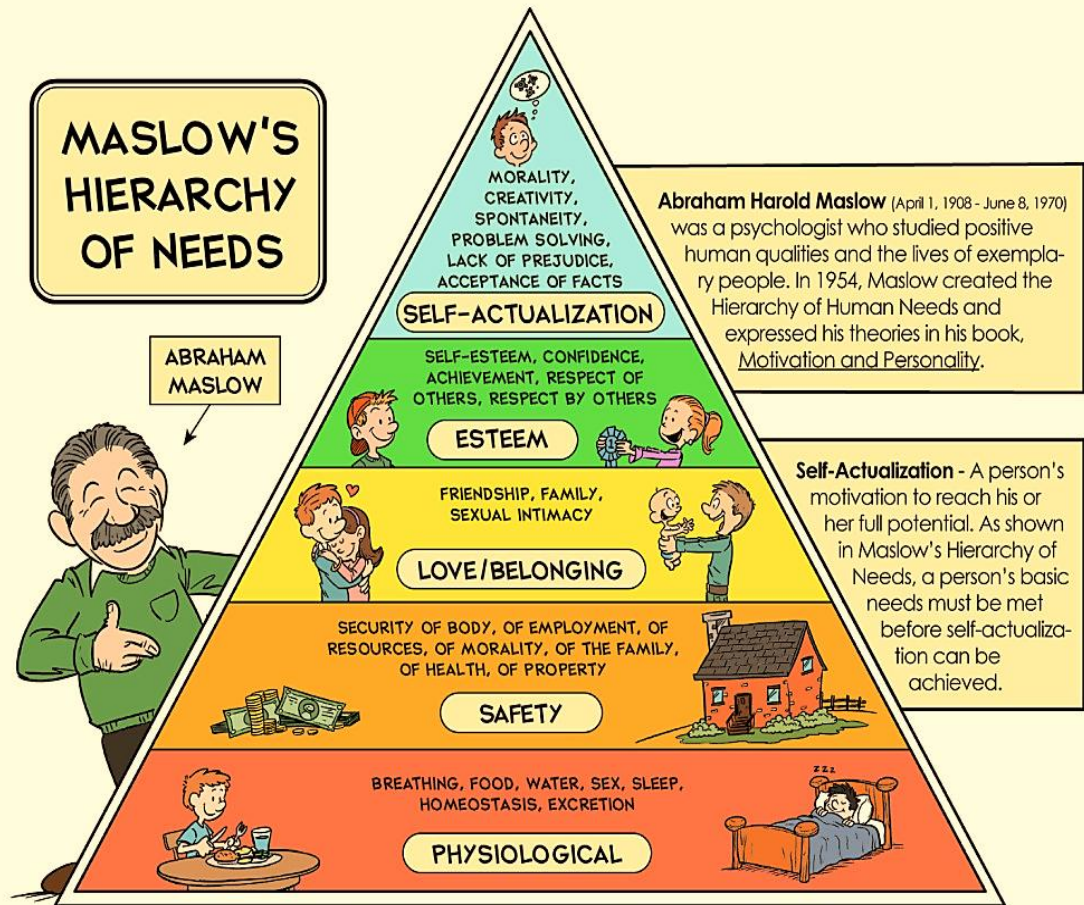 MASLOW'S
HIERARCHY
OF NEEDS
ABRAHAM
MASLOW
MORALITY,
CREATIVITY,
SPONTANEITY,
PROBLEM SOLVING,
LACK OF PREJUDICE,
ACCEPTANCE OF FACTS
SELF-ACTUALIZATION
SELF-ESTEEM, CONFIDENCE,
ACHIEVEMENT, RESPECT OF
OTHERS, RESPECT BY OTHERS
ESTEEM
1
FRIENDSHIP, FAMILY,
SEXUAL INTIMACY
LOVE/BELONGING
SECURITY OF BODY, OF EMPLOYMENT, OF
RESOURCES, OF MORALITY, OF THE FAMILY,
OF HEALTH, OF PROPERTY
SAFETY
BREATHING, FOOD, WATER, SEX, SLEEP,
HOMEOSTASIS, EXCRETION
PHYSIOLOGICAL
zzz
Abraham Harold Maslow (April 1, 1908 - June 8, 1970)
was a psychologist who studied positive
human qualities and the lives of exempla-
ry people. In 1954, Maslow created the
Hierarchy of Human Needs and
expressed his theories in his book,
Motivation and Personality.
Self-Actualization - A person's
motivation to reach his or
her full potential. As shown
in Maslow's Hierarchy of
Needs, a person's basic
needs must be met
before self-actualiza-
tion can be
achieved.